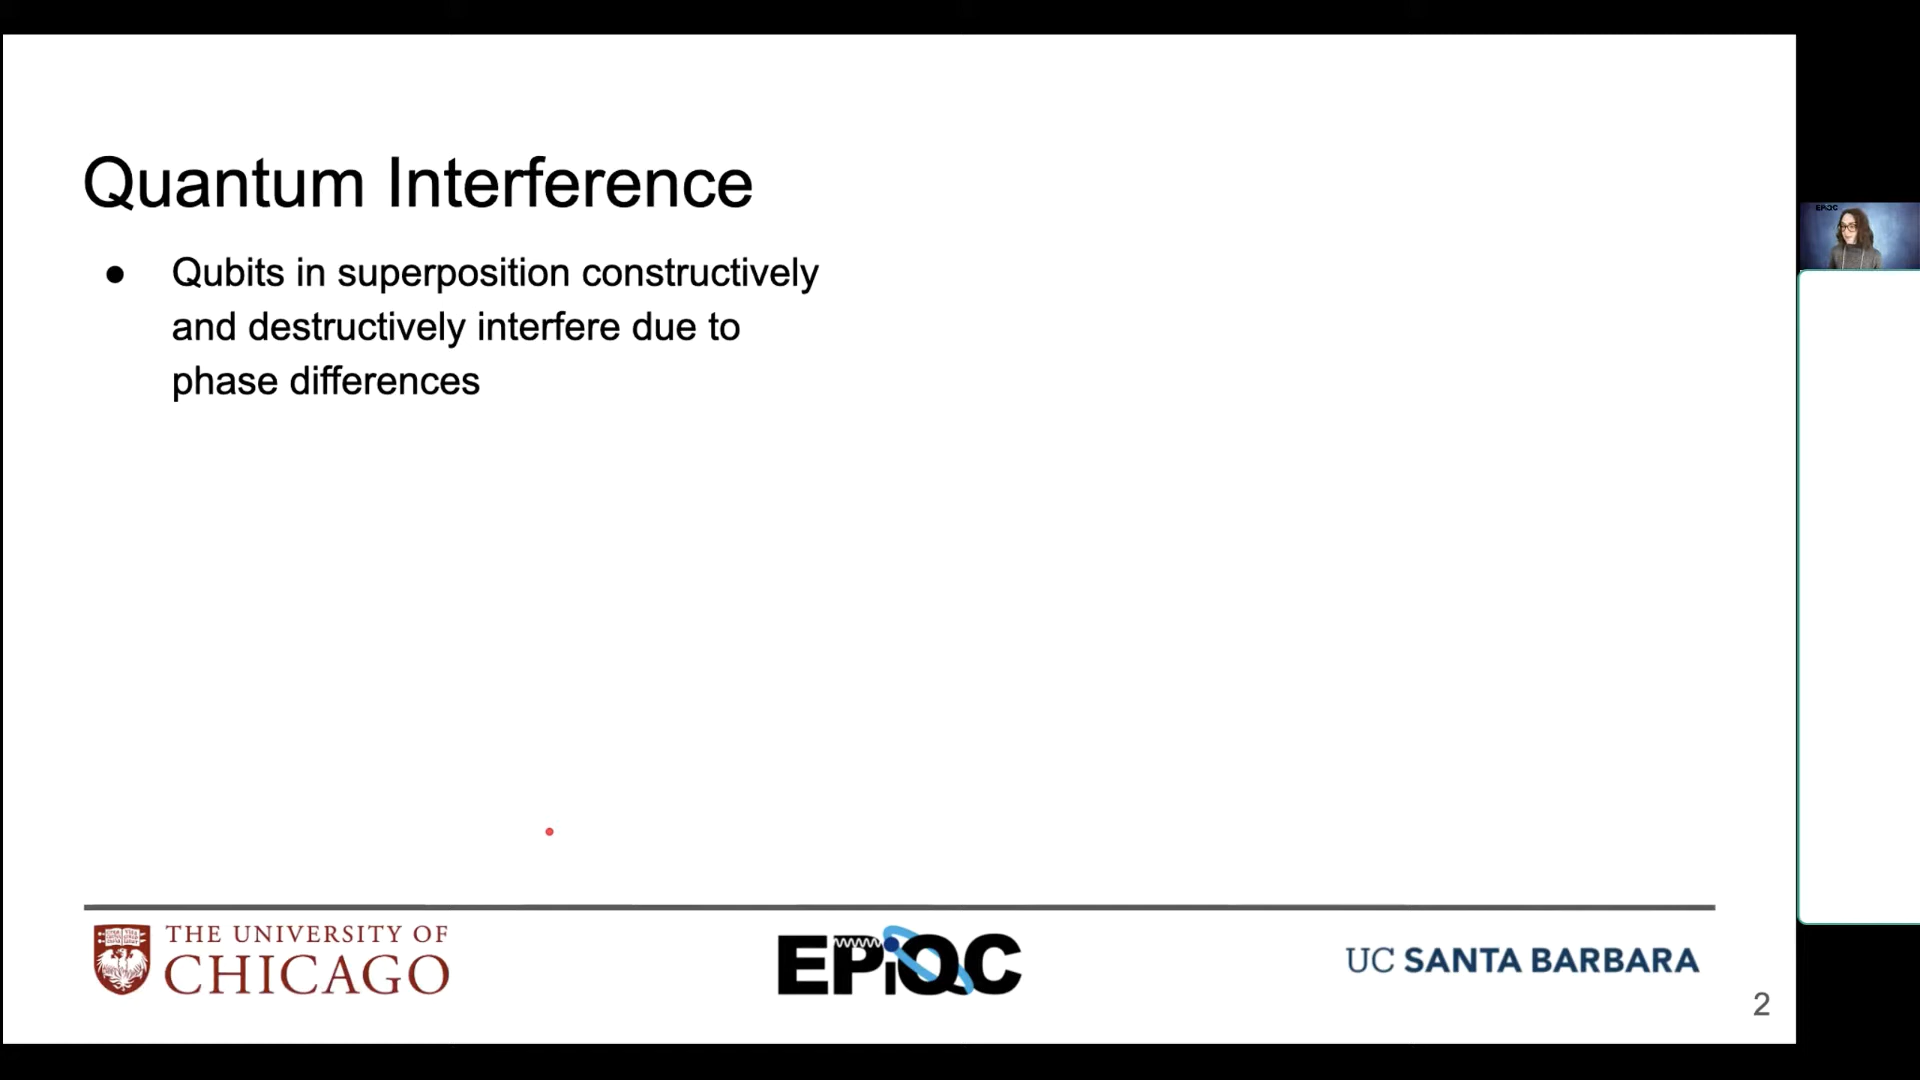 Quantum Interference
● Qubits in superposition constructively
and destructively interfere due to
phase differences
EPiQC
THE UNIVERSITY OF
CHICAGO
EPiQC
UC SANTA BARBARA
2